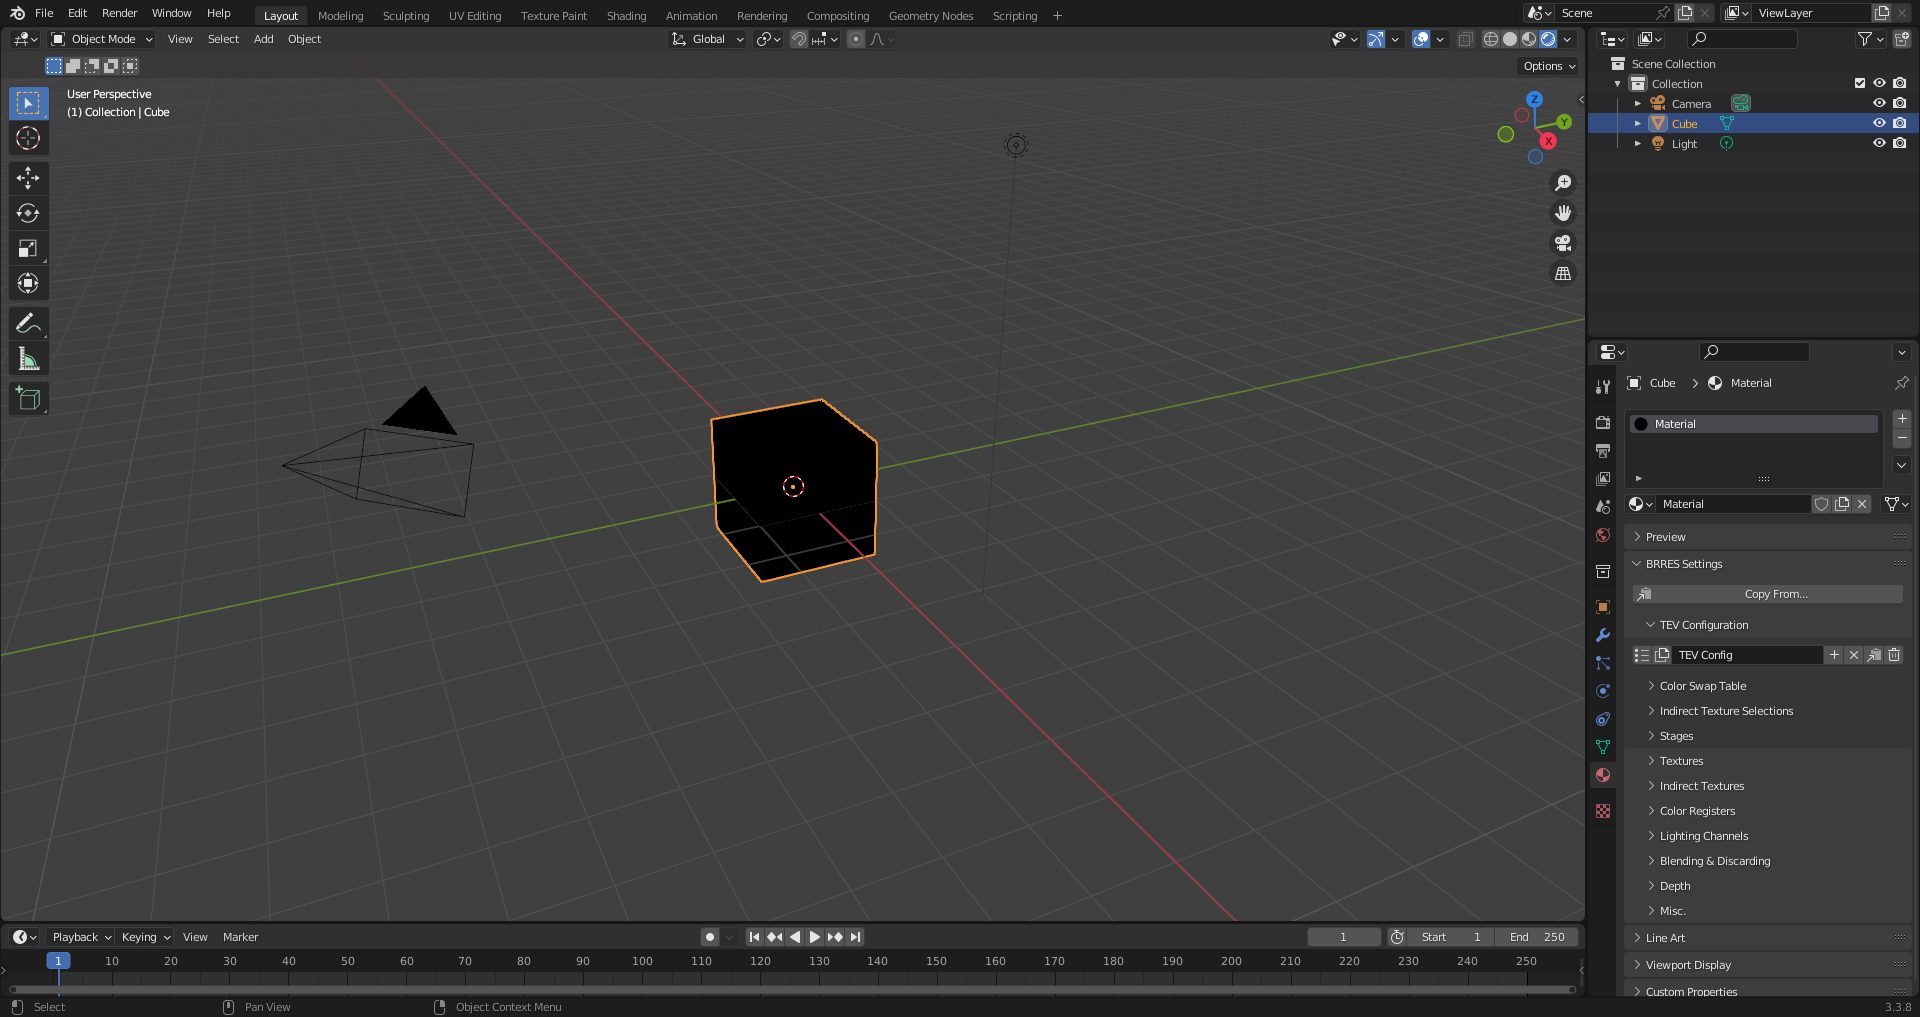 File Edit Render Window Help Layout Modeling Sculpting UV Editing Texture Paint Shading Animation Rendering Compositing Geometry Nodes Scripting + Scene ViewLayer
Object Mode View Select Add Object Global
Options
User Perspective
(1) Collection | Cube
Z
Y
X
Scene Collection
Collection
Camera
Cube
Light
Cube > Material
Material
Material
Preview
BRRES Settings
Copy From...
TEV Configuration
TEV Config
Color Swap Table
Indirect Texture Selections
Stages
Textures
Indirect Textures
Color Registers
Lighting Channels
Blending & Discarding
Depth
Misc.
Line Art
Viewport Display
Custom Properties
Playback Keying View Marker 1 Start 1 End 250
1 10 20 30 40 50 60 70 80 90 100 110 120 130 140 150 160 170 180 190 200 210 220 230 240 250
Select Pan View Object Context Menu 3.3.8